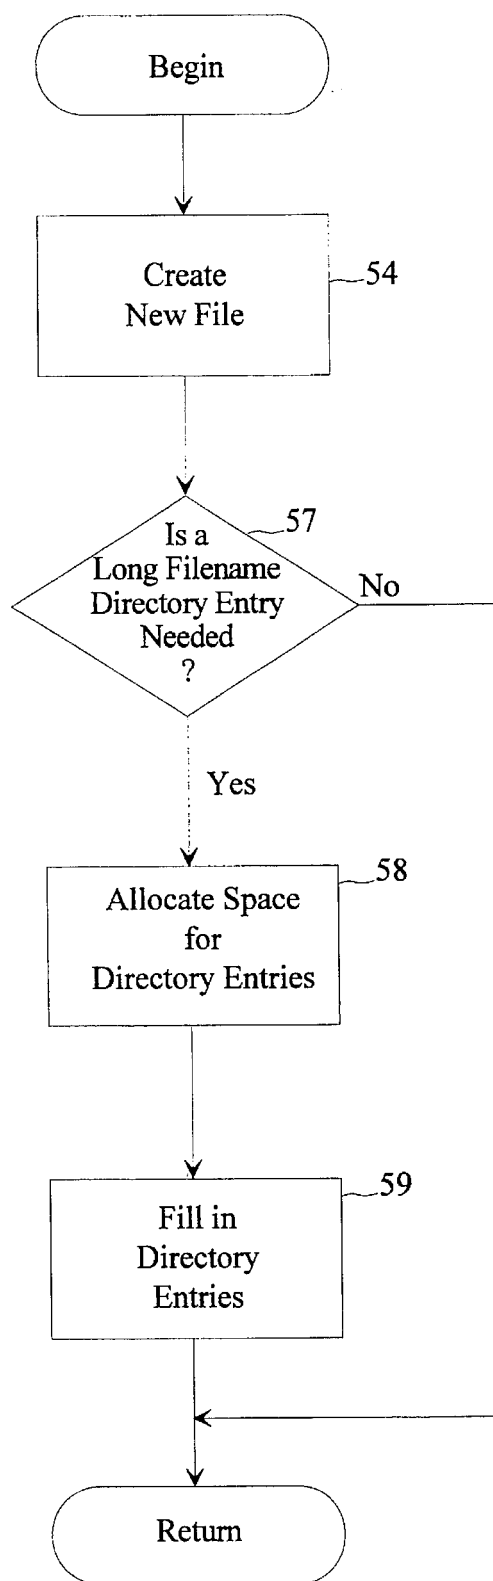 Begin
Create
New File
54
57
Is a
Long Filename
Directory Entry
Needed
?
No
Yes
58
Allocate Space
for
Directory Entries
59
Fill in
Directory
Entries
Return